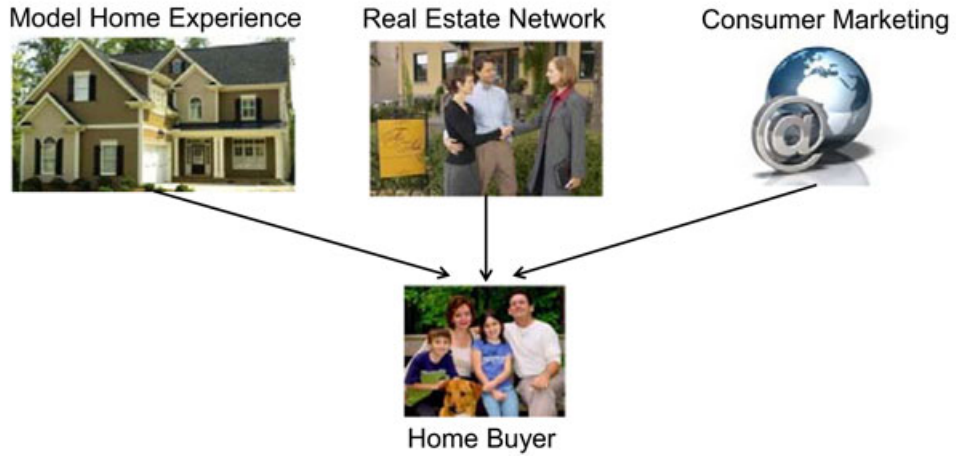 Model Home Experience
Real Estate Network
Consumer Marketing
@
Home Buyer